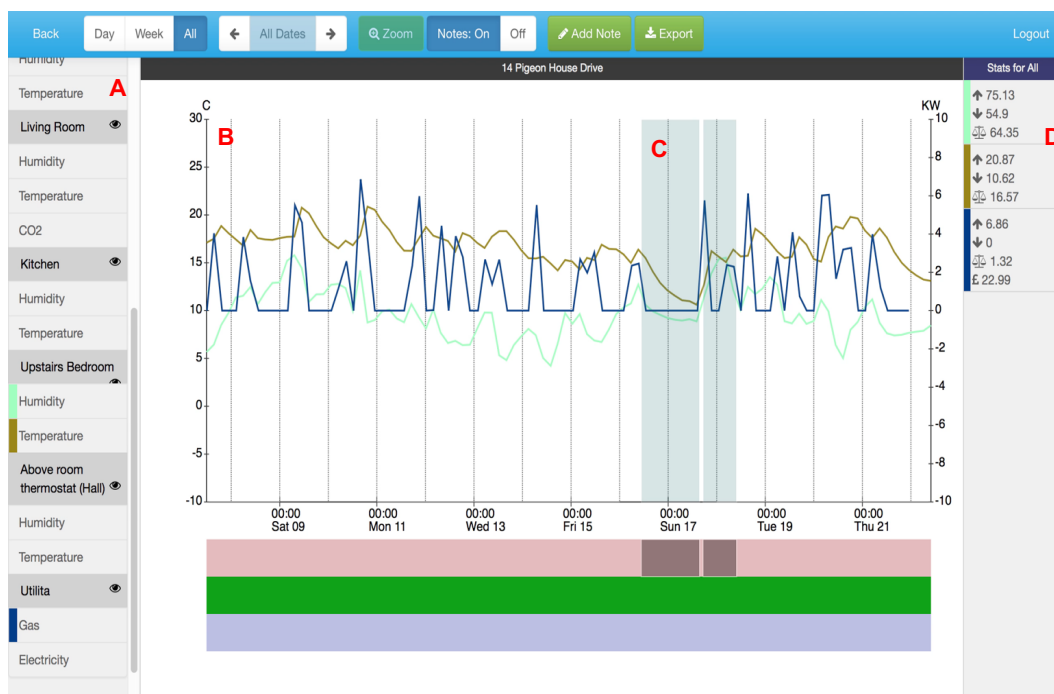 Back Day Week All All Dates Zoom Notes: On Off Add Note Export Logout
14 Pigeon House Drive
Stats for All
Humidity
Temperature
A
Living Room
Humidity
Temperature
CO2
Kitchen
Humidity
Temperature
Upstairs Bedroom
Humidity
Temperature
Above room
thermostat (Hall)
Humidity
Temperature
Utilita
Gas
Electricity
C
30
25
20
15
10
5
0
-5
-10
B
C
KW
10
8
6
4
2
0
-2
-4
-6
-8
-10
00:00 00:00 00:00 00:00 00:00 00:00 00:00
Sat 09 Mon 11 Wed 13 Fri 15 Sun 17 Tue 19 Thu 21
75.13
54.9
64.35
D
20.87
10.62
16.57
6.86
0
1.32
£ 22.99